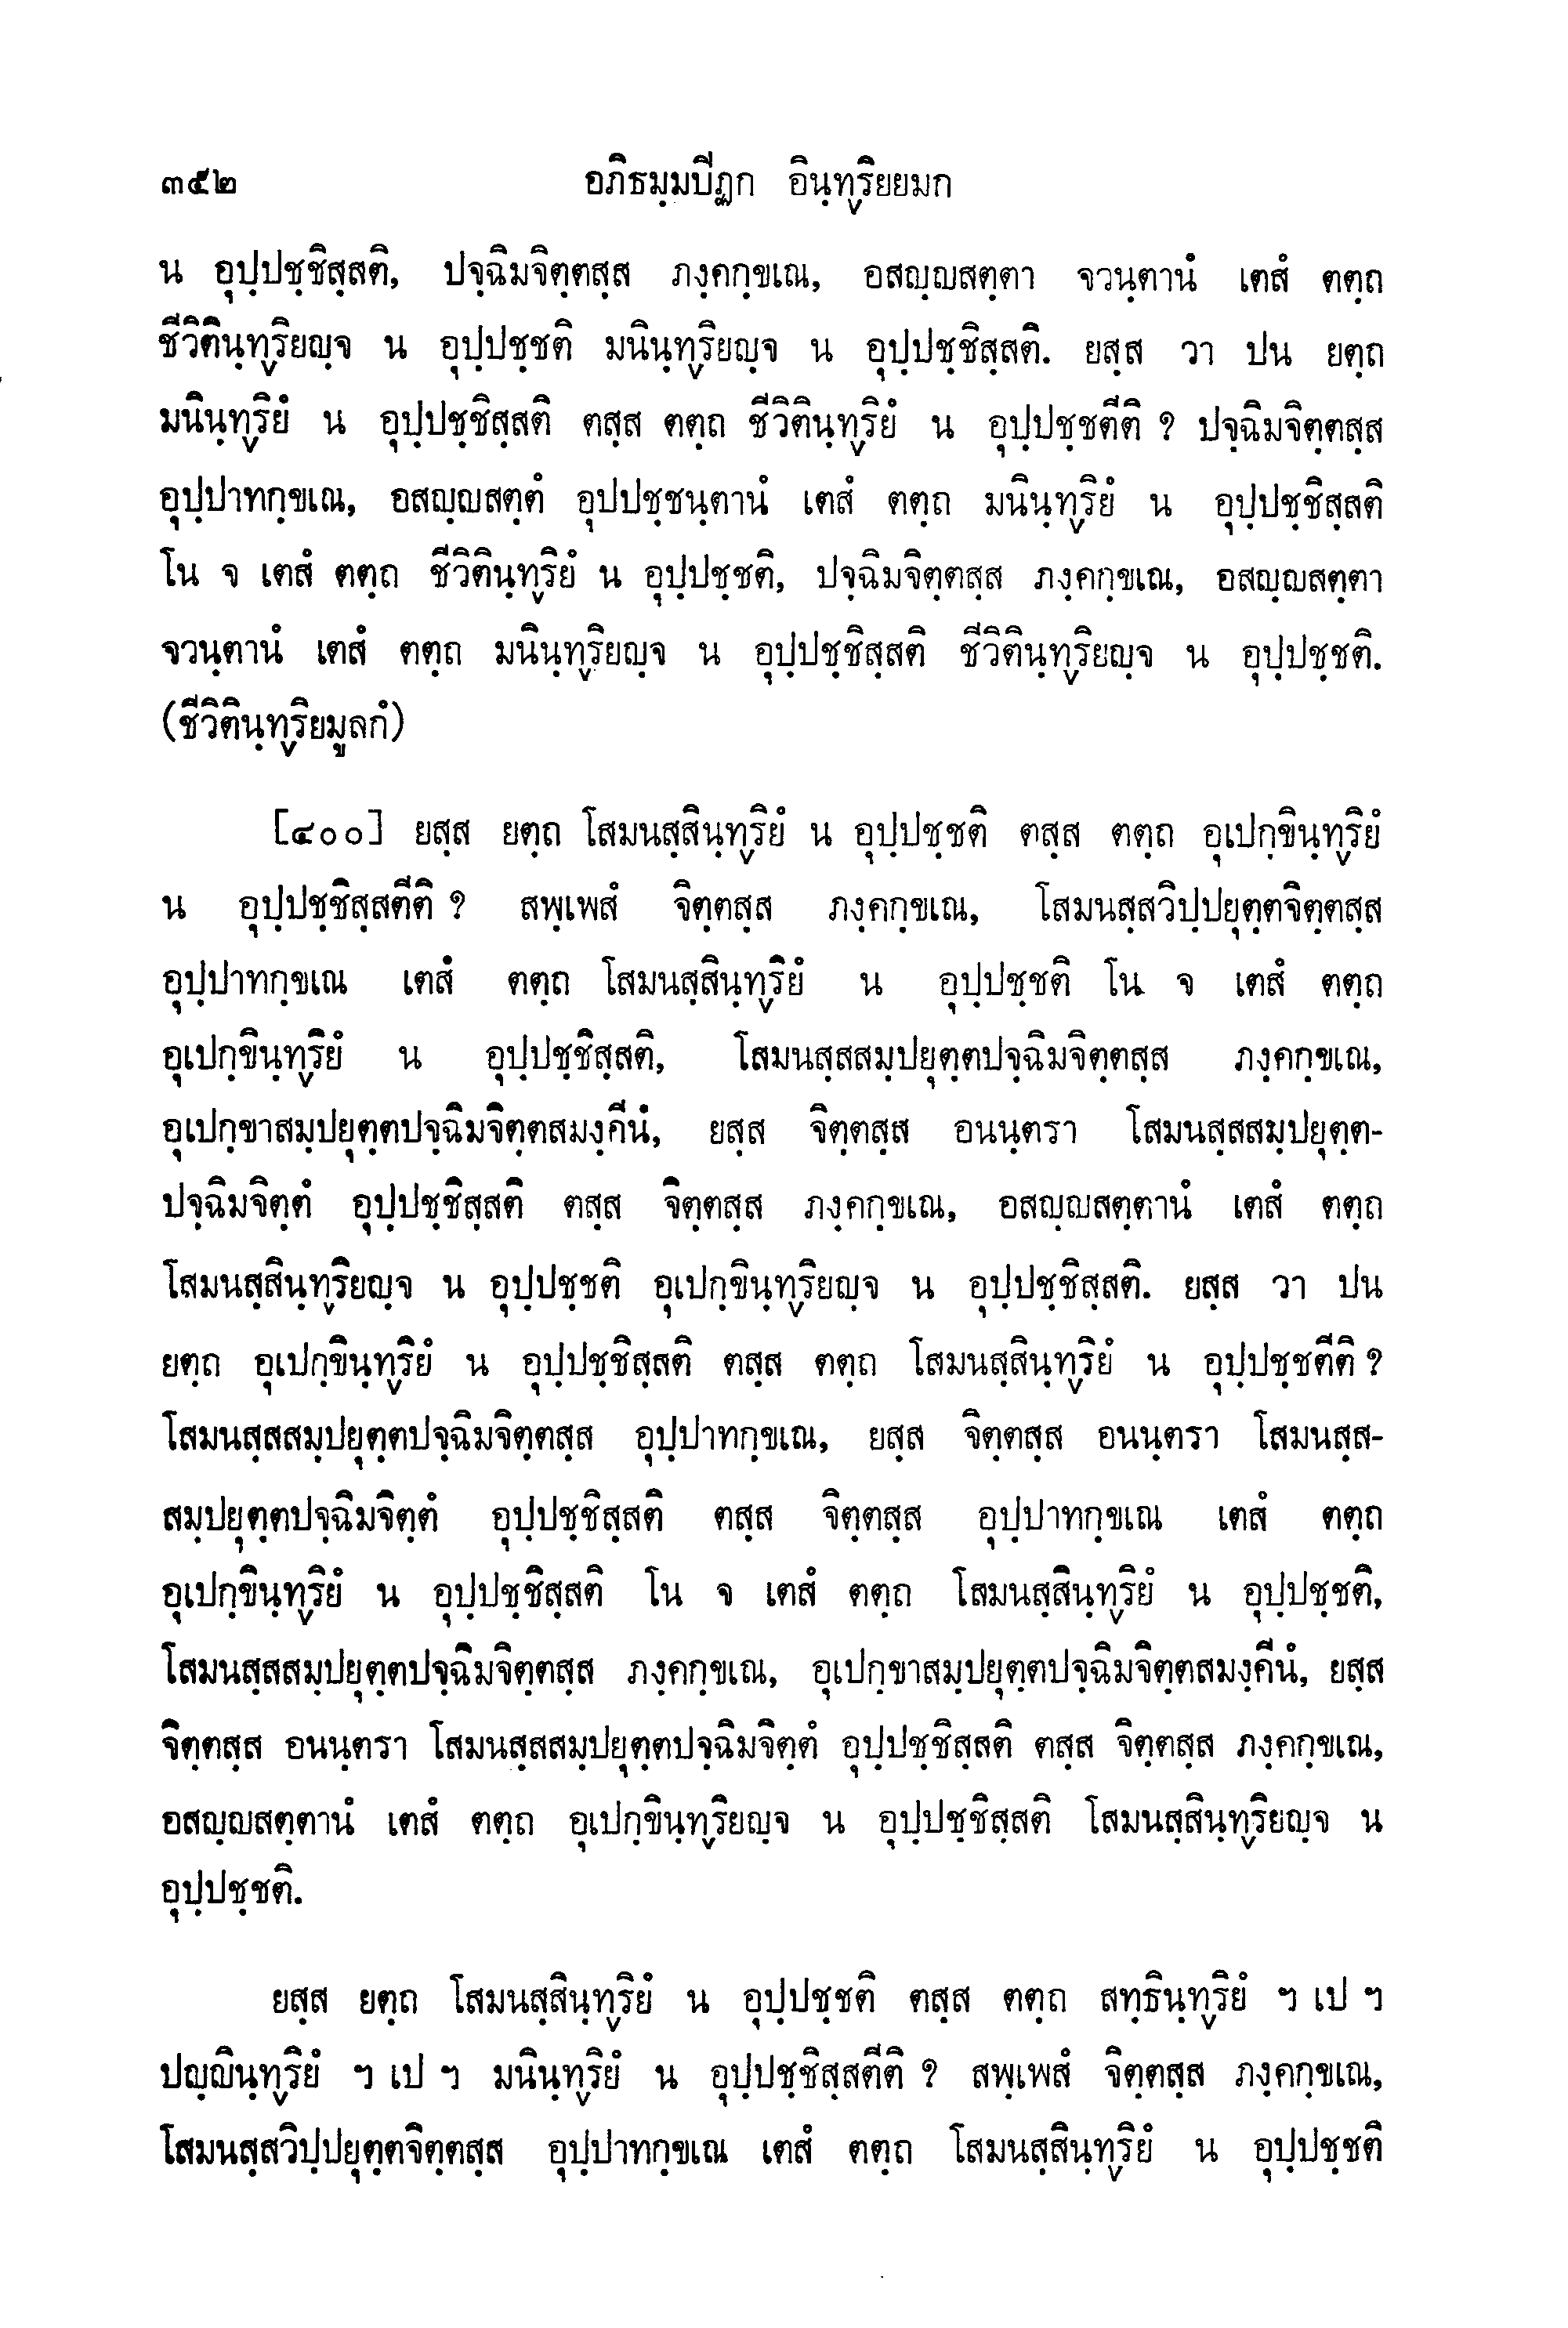 ๓๕๒ อภิธมฺมปีฏก อินฺทฺริยยมก
น อุปฺปชฺชิสฺสติ, ปจฺฉิมจิตฺตสฺส ภงฺคกฺขเณ, อสญฺญสตฺตา จวนฺตานํ เตสํ ตตฺถ
ชีวิตินฺทฺริยญฺจ น อุปฺปชฺชติ มนินฺทฺริยญฺจ น อุปฺปชฺชิสฺสติ. ยสฺส วา ปน ยตฺถ
มนินฺทฺริยํ น อุปฺปชฺชิสฺสติ ตสฺส ตตฺถ ชีวิตินฺทฺริยํ น อุปฺปชฺชตีติ ? ปจฺฉิมจิตฺตสฺส
อุปฺปาทกฺขเณ, อสญฺญสตฺตํ อุปปชฺชนฺตานํ เตสํ ตตฺถ มนินฺทฺริยํ น อุปฺปชฺชิสฺสติ
โน จ เตสํ ตตฺถ ชีวิตินฺทฺริยํ น อุปฺปชฺชติ, ปจฺฉิมจิตฺตสฺส ภงฺคกฺขเณ, อสญฺญสตฺตา
จวนฺตานํ เตสํ ตตฺถ มนินฺทฺริยญฺจ น อุปฺปชฺชิสฺสติ ชีวิตินฺทฺริยญฺจ น อุปฺปชฺชติ.
(ชีวิตินฺทฺริยมูลกํ)
[๔๐๐] ยสฺส ยตฺถ โสมนสฺสินฺทฺริยํ น อุปฺปชฺชติ ตสฺส ตตฺถ อุเปกฺขินฺทฺริยํ
น อุปฺปชฺชิสฺสตีติ ? สพฺเพสํ จิตฺตสฺส ภงฺคกฺขเณ, โสมนสฺสวิปฺปยุตฺตจิตฺตสฺส
อุปฺปาทกฺขเณ เตสํ ตตฺถ โสมนสฺสินฺทฺริยํ น อุปฺปชฺชติ โน จ เตสํ ตตฺถ
อุเปกฺขินฺทฺริยํ น อุปฺปชฺชิสฺสติ, โสมนสฺสสมฺปยุตฺตปจฺฉิมจิตฺตสฺส ภงฺคกฺขเณ,
อุเปกฺขาสมฺปยุตฺตปจฺฉิมจิตฺตสมงฺคีนํ, ยสฺส จิตฺตสฺส อนนฺตรา โสมนสฺสสมฺปยุตฺต-
ปจฺฉิมจิตฺตํ อุปฺปชฺชิสฺสติ ตสฺส จิตฺตสฺส ภงฺคกฺขเณ, อสญฺญสตฺตานํ เตสํ ตตฺถ
โสมนสฺสินฺทฺริยญฺจ น อุปฺปชฺชติ อุเปกฺขินฺทฺริยญฺจ น อุปฺปชฺชิสฺสติ. ยสฺส วา ปน
ยตฺถ อุเปกฺขินฺทฺริยํ น อุปฺปชฺชิสฺสติ ตสฺส ตตฺถ โสมนสฺสินฺทฺริยํ น อุปฺปชฺชตีติ ?
โสมนสฺสสมฺปยุตฺตปจฺฉิมจิตฺตสฺส อุปฺปาทกฺขเณ, ยสฺส จิตฺตสฺส อนนฺตรา โสมนสฺส-
สมฺปยุตฺตปจฺฉิมจิตฺตํ อุปฺปชฺชิสฺสติ ตสฺส จิตฺตสฺส อุปฺปาทกฺขเณ เตสํ ตตฺถ
อุเปกฺขินฺทฺริยํ น อุปฺปชฺชิสฺสติ โน จ เตสํ ตตฺถ โสมนสฺสินฺทฺริยํ น อุปฺปชฺชติ,
โสมนสฺสสมฺปยุตฺตปจฺฉิมจิตฺตสฺส ภงฺคกฺขเณ, อุเปกฺขาสมฺปยุตฺตปจฺฉิมจิตฺตสมงฺคีนํ, ยสฺส
จิตฺตสฺส อนนฺตรา โสมนสฺสสมฺปยุตฺตปจฺฉิมจิตฺตํ อุปฺปชฺชิสฺสติ ตสฺส จิตฺตสฺส ภงฺคกฺขเณ,
อสญฺญสตฺตานํ เตสํ ตตฺถ อุเปกฺขินฺทฺริยญฺจ น อุปฺปชฺชิสฺสติ โสมนสฺสินฺทฺริยญฺจ น
อุปฺปชฺชติ.
ยสฺส ยตฺถ โสมนสฺสินฺทฺริยํ น อุปฺปชฺชติ ตสฺส ตตฺถ สทฺธินฺทฺริยํ ฯ เป ฯ
ปญฺญินฺทฺริยํ ฯ เป ฯ มนินฺทฺริยํ น อุปฺปชฺชิสฺสตีติ ? สพฺเพสํ จิตฺตสฺส ภงฺคกฺขเณ,
โสมนสฺสวิปฺปยุตฺตจิตฺตสฺส อุปฺปาทกฺขเณ เตสํ ตตฺถ โสมนสฺสินฺทฺริยํ น อุปฺปชฺชติ